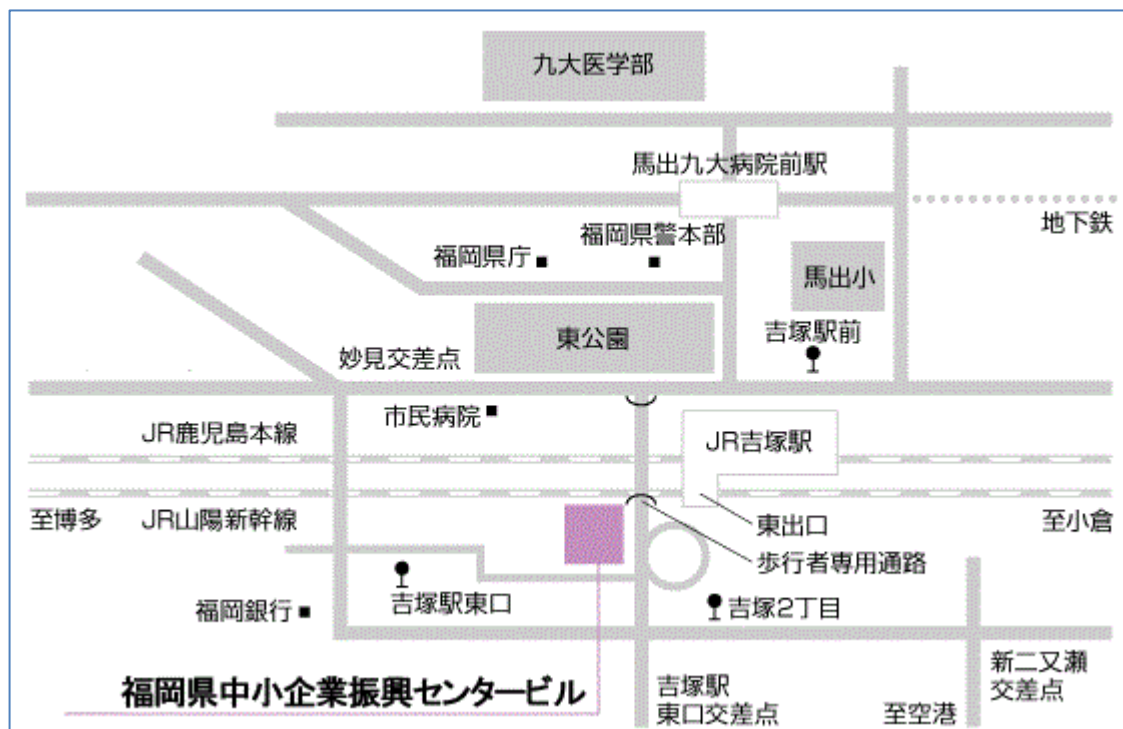 九大医学部
馬出九大病院前駅
地下鉄
福岡県警本部
福岡県庁
馬出小
東公園
吉塚駅前
妙見交差点
市民病院
JR鹿児島本線
JR吉塚駅
至博多
JR山陽新幹線
東出口
至小倉
歩行者専用通路
吉塚駅東口
吉塚2丁目
福岡銀行
福岡県中小企業振興センタービル
吉塚駅
東口交差点
至空港
新二又瀬
交差点